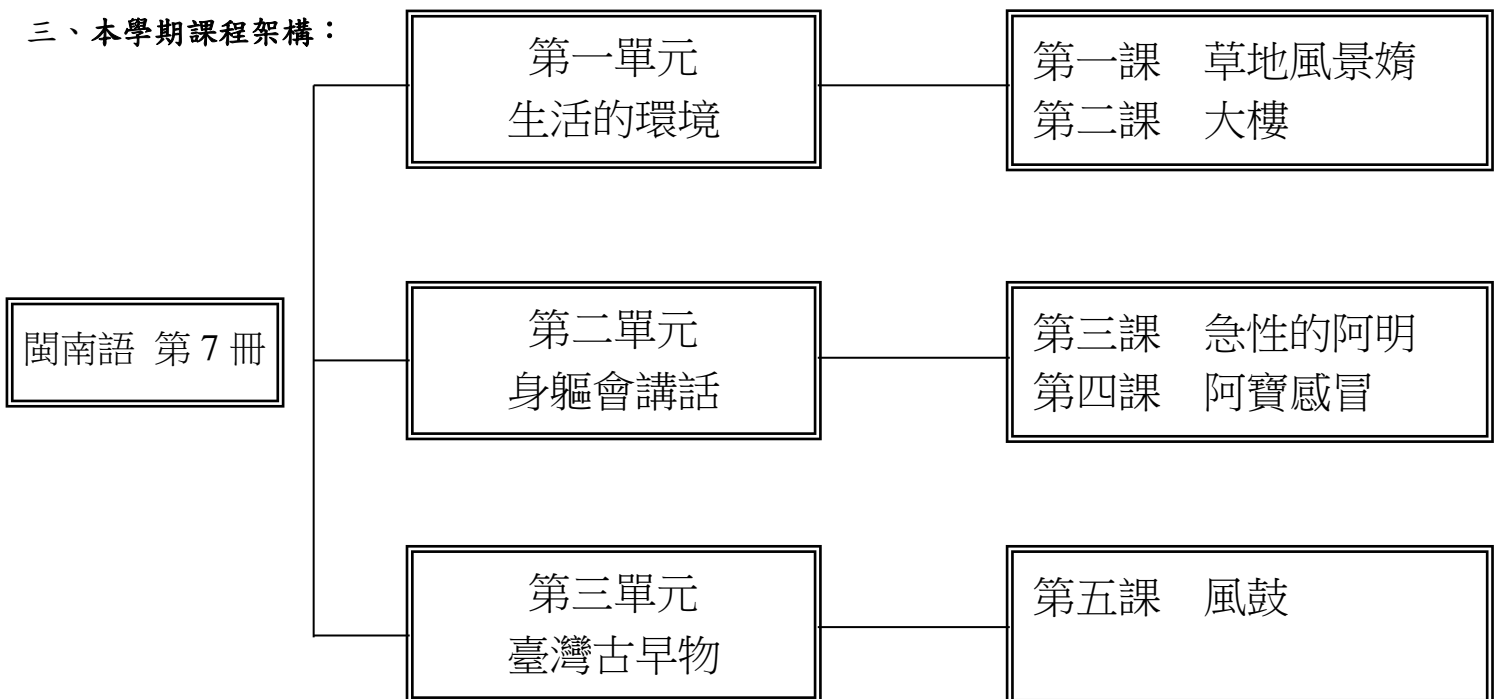 三、本學期課程架構：
第一單元
生活的環境
第一課　草地風景媠
第二課　大樓
閩南語 第 7 冊
第二單元
身軀會講話
第三課　急性的阿明
第四課　阿寶感冒
第三單元
臺灣古早物
第五課　風鼓